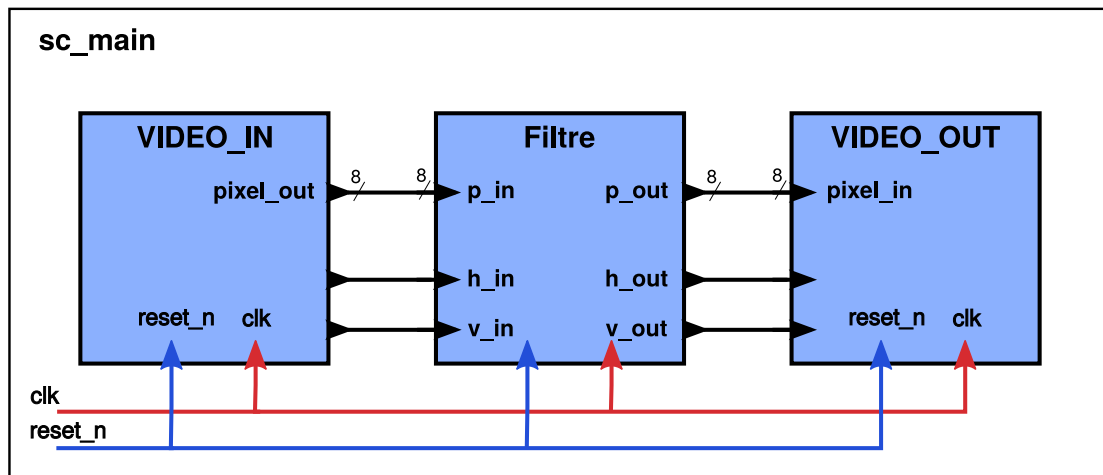 sc_main
VIDEO_IN
Filtre
VIDEO_OUT
8
8
8
8
pixel_out
p_in
p_out
pixel_in
h_in
h_out
reset_n
clk
v_in
v_out
reset_n
clk
clk
reset_n